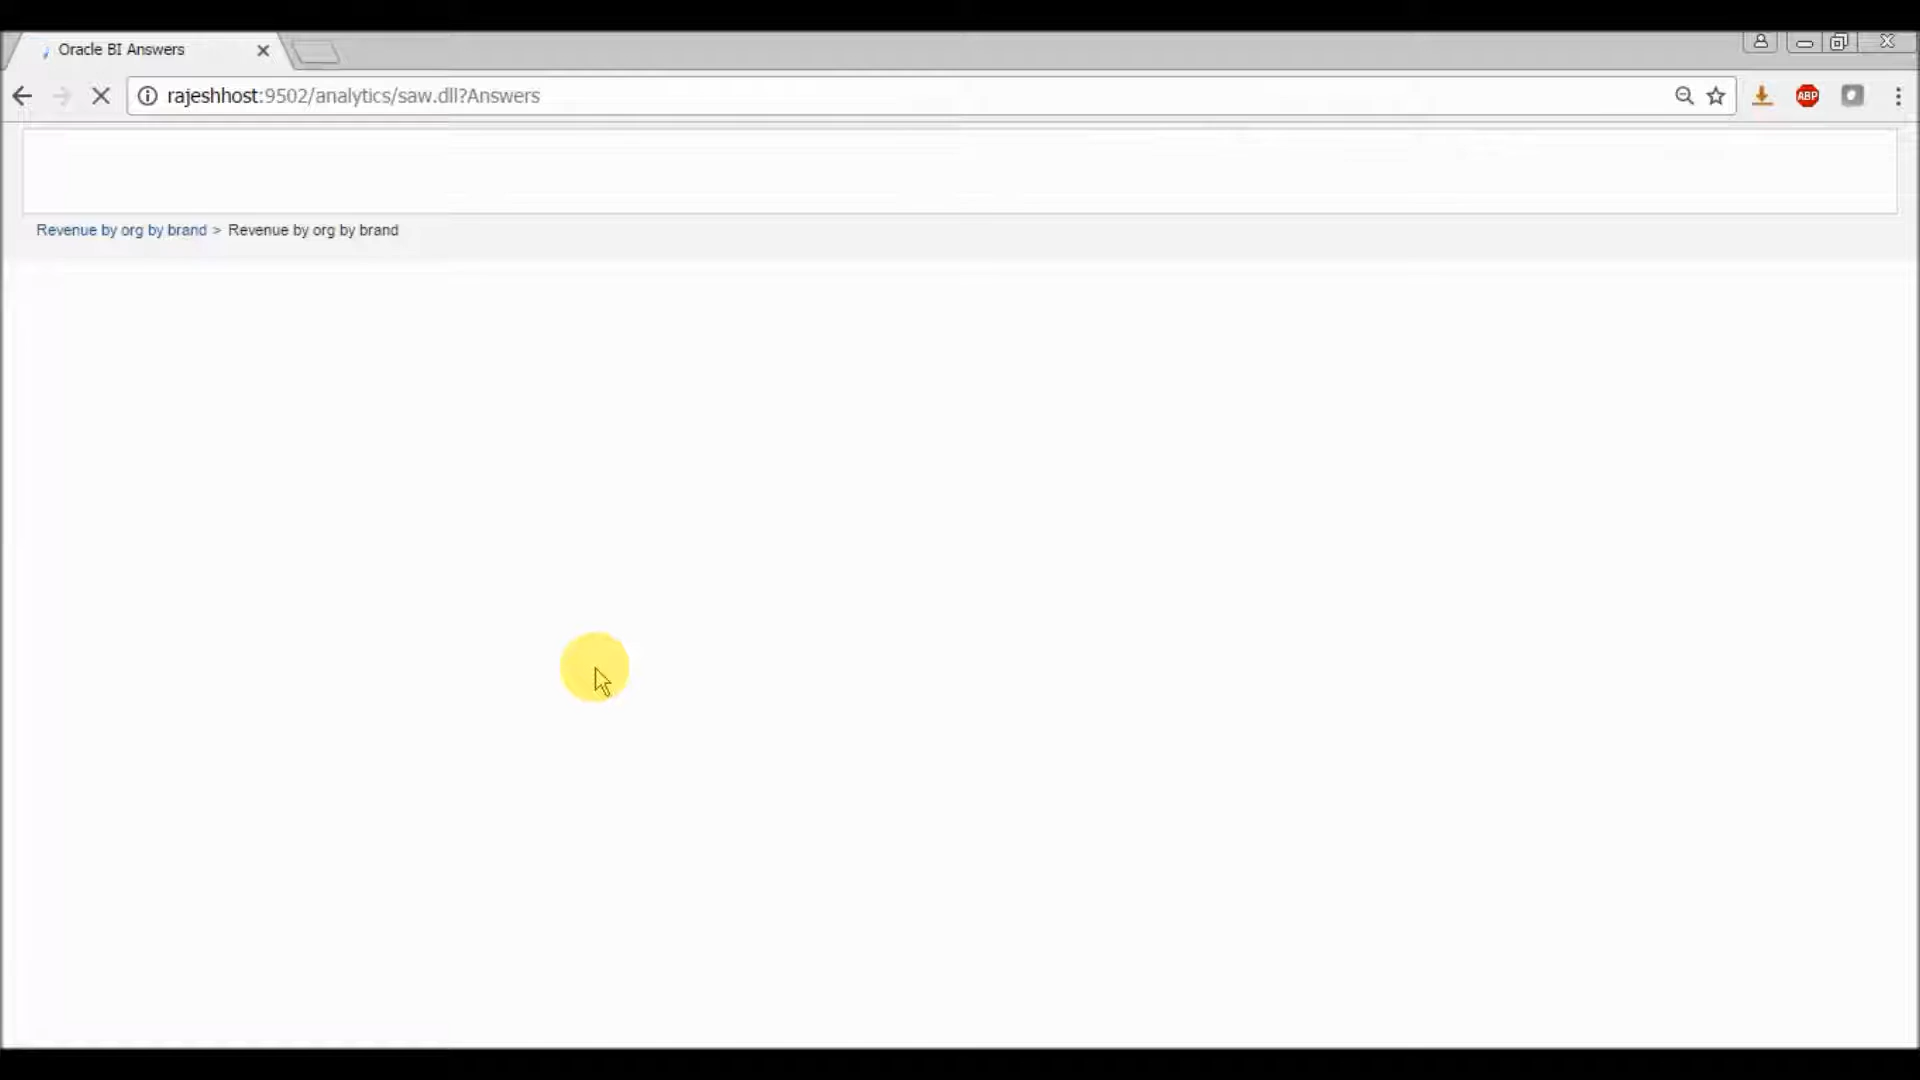 Oracle BI Answers
rajeshhost:9502/analytics/saw.dll?Answers
ABP
Revenue by org by brand > Revenue by org by brand